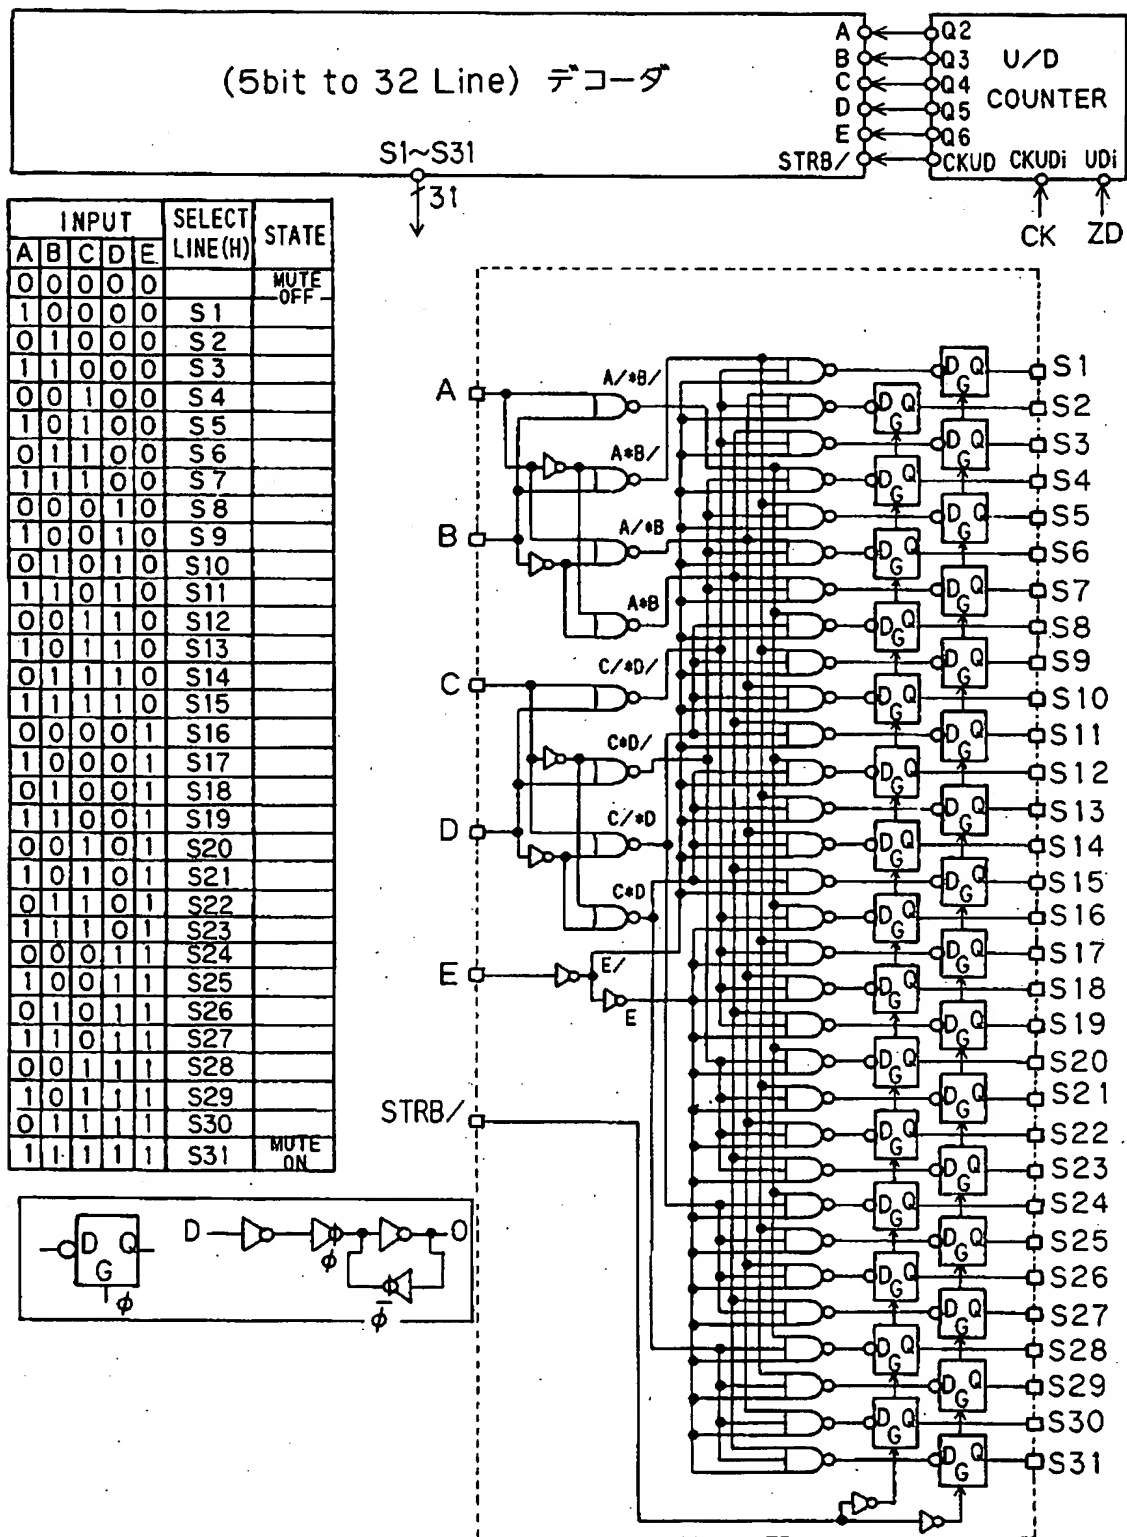 (5bit to 32 Line) デコーダ
A
B
C
D
E
STRB/
S1~S31
31
Q2
Q3
Q4
Q5
Q6
CKUD CKUDi UDi
U/D
COUNTER
CK ZD
INPUT SELECT LINE(H) STATE
A B C D E
0 0 0 0 0 MUTE OFF
1 0 0 0 0 S1
0 1 0 0 0 S2
1 1 0 0 0 S3
0 0 1 0 0 S4
1 0 1 0 0 S5
0 1 1 0 0 S6
1 1 1 0 0 S7
0 0 0 1 0 S8
1 0 0 1 0 S9
0 1 0 1 0 S10
1 1 0 1 0 S11
0 0 1 1 0 S12
1 0 1 1 0 S13
0 1 1 1 0 S14
1 1 1 1 0 S15
0 0 0 0 1 S16
1 0 0 0 1 S17
0 1 0 0 1 S18
1 1 0 0 1 S19
0 0 1 0 1 S20
1 0 1 0 1 S21
0 1 1 0 1 S22
1 1 1 0 1 S23
0 0 0 1 1 S24
1 0 0 1 1 S25
0 1 0 1 1 S26
1 1 0 1 1 S27
0 0 1 1 1 S28
1 0 1 1 1 S29
0 1 1 1 1 S30
1 1 1 1 1 S31 MUTE ON
D Q
G
φ
D
φ
φ̅
O
A
B
C
D
E
STRB/
A/*B/
A*B/
A/*B
A*B
C/*D/
C*D/
C/*D
C*D
E/
E
D Q G S1
D Q G S2
D Q G S3
D Q G S4
D Q G S5
D Q G S6
D Q G S7
D Q G S8
D Q G S9
D Q G S10
D Q G S11
D Q G S12
D Q G S13
D Q G S14
D Q G S15
D Q G S16
D Q G S17
D Q G S18
D Q G S19
D Q G S20
D Q G S21
D Q G S22
D Q G S23
D Q G S24
D Q G S25
D Q G S26
D Q G S27
D Q G S28
D Q G S29
D Q G S30
D Q G S31